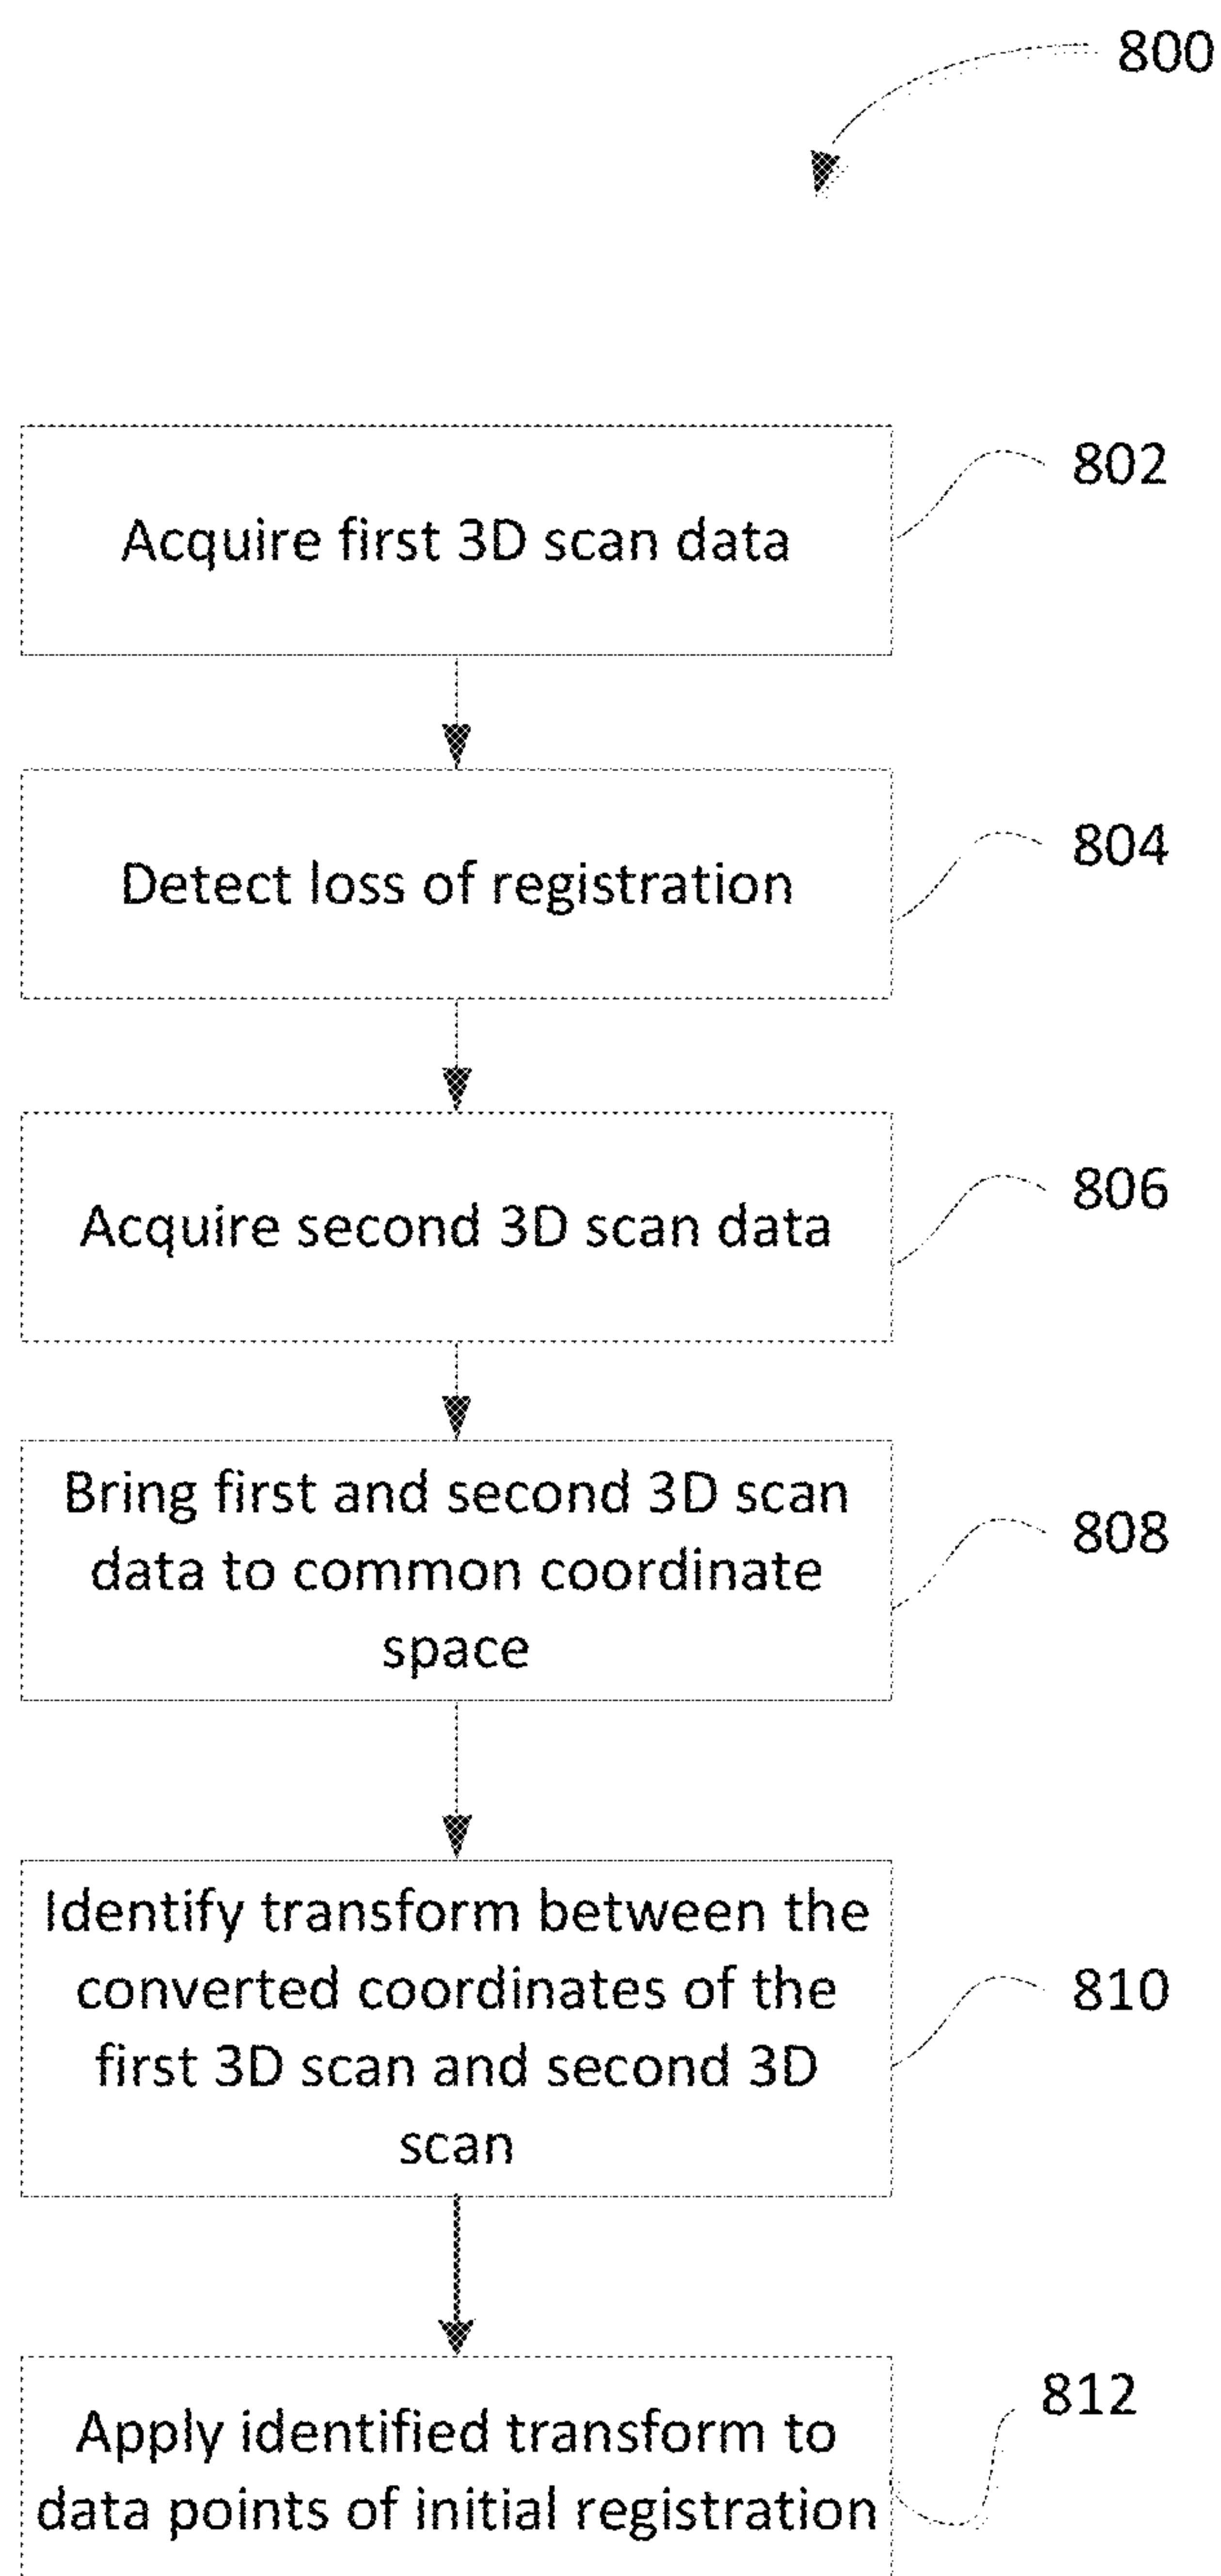 800
Acquire first 3D scan data
802
Detect loss of registration
804
Acquire second 3D scan data
806
Bring first and second 3D scan
data to common coordinate
space
808
Identify transform between the
converted coordinates of the
first 3D scan and second 3D
scan
810
Apply identified transform to
data points of initial registration
812